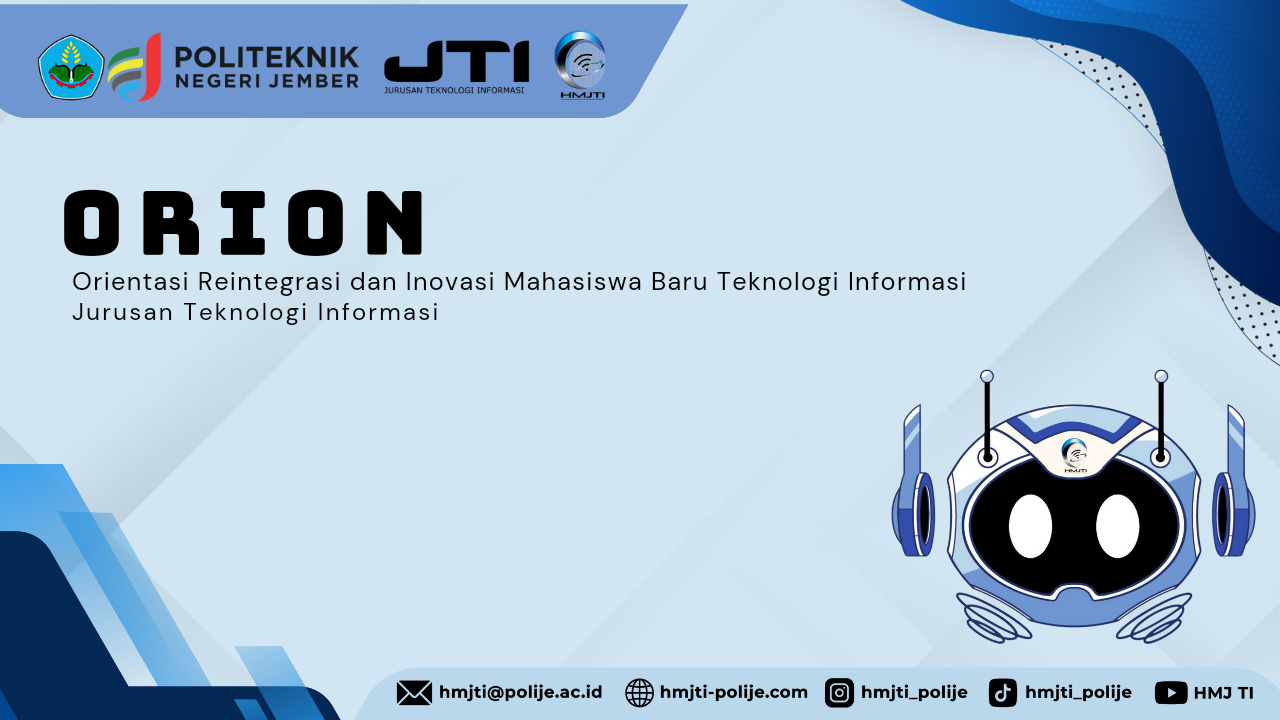 POLITEKNIK
NEGERI JEMBER
JTI
JURUSAN TEKNOLOGI INFORMASI
HMJTI
ORION
Orientasi Reintegrasi dan Inovasi Mahasiswa Baru Teknologi Informasi
Jurusan Teknologi Informasi
HMJTI
hmjti@polije.ac.id
hmjti-polije.com
hmjti_polije
hmjti_polije
HMJ TI